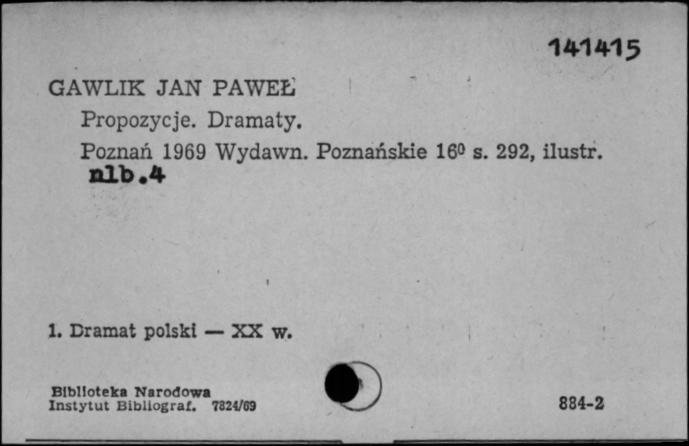 141415
GAWLIK JAN PAWEŁ
Propozycje. Dramaty.
Poznań 1969 Wydawn. Poznańskie 16⁰ s. 292, ilustr.
nlb.4
1. Dramat polski — XX w.
Biblioteka Narodowa
Instytut Bibliograf. 7824/69
884-2